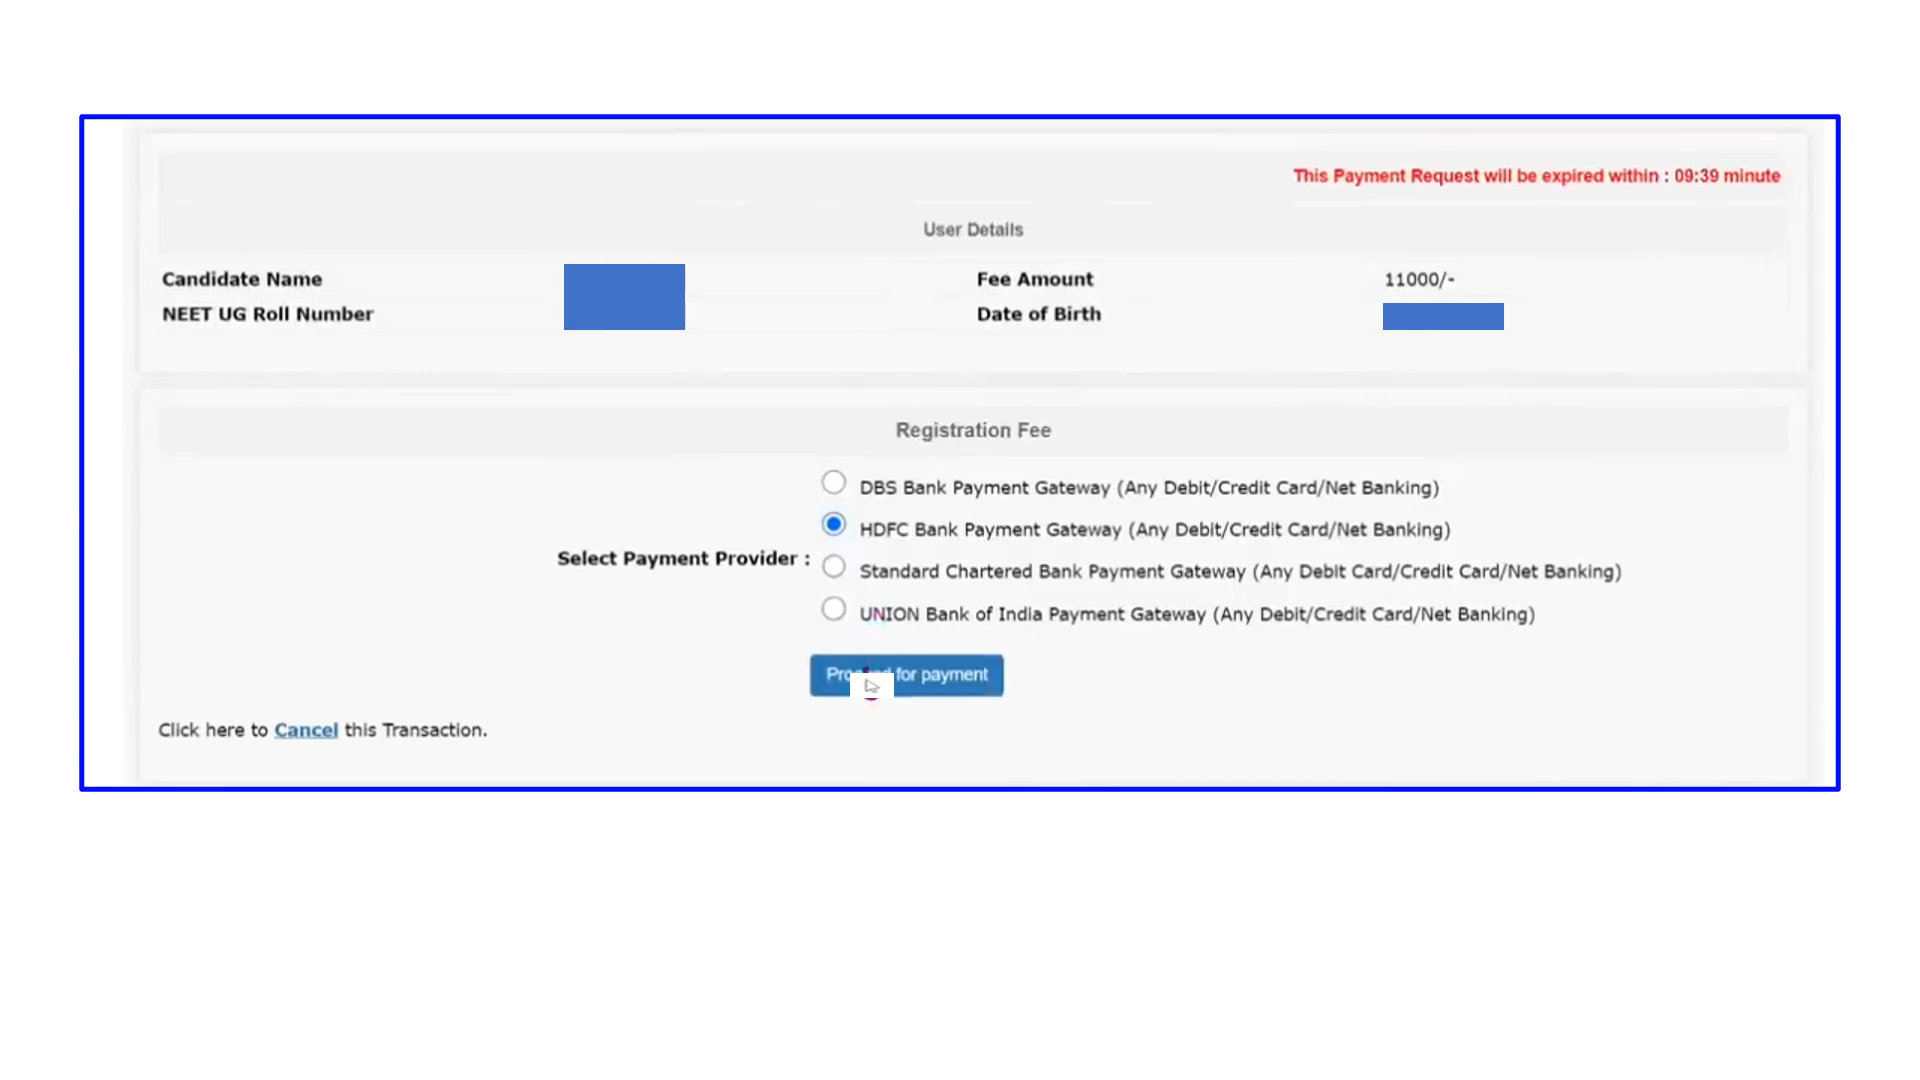 This Payment Request will be expired within : 09:39 minute
User Details
Candidate Name Fee Amount 11000/-
NEET UG Roll Number Date of Birth
Registration Fee
DBS Bank Payment Gateway (Any Debit/Credit Card/Net Banking)
HDFC Bank Payment Gateway (Any Debit/Credit Card/Net Banking)
Select Payment Provider :
Standard Chartered Bank Payment Gateway (Any Debit Card/Credit Card/Net Banking)
UNION Bank of India Payment Gateway (Any Debit/Credit Card/Net Banking)
Proceed for payment
Click here to Cancel this Transaction.